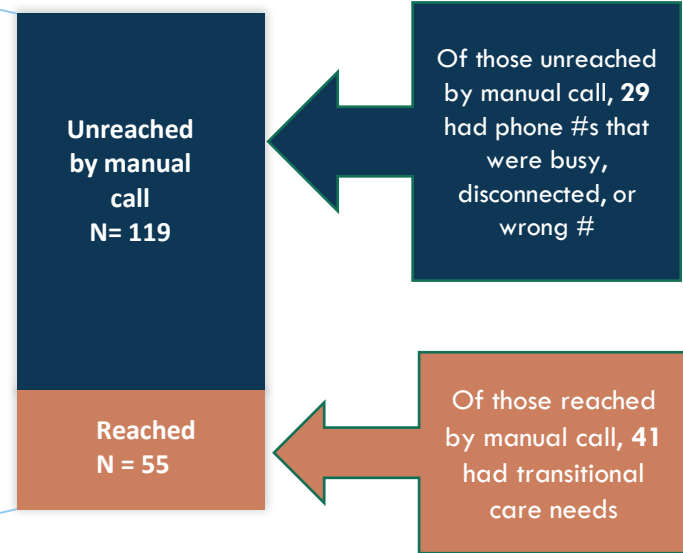 Unreached
by manual
call
N= 119
Of those unreached
by manual call, 29
had phone #s that
were busy,
disconnected, or
wrong #
Reached
N = 55
Of those reached
by manual call, 41
had transitional
care needs